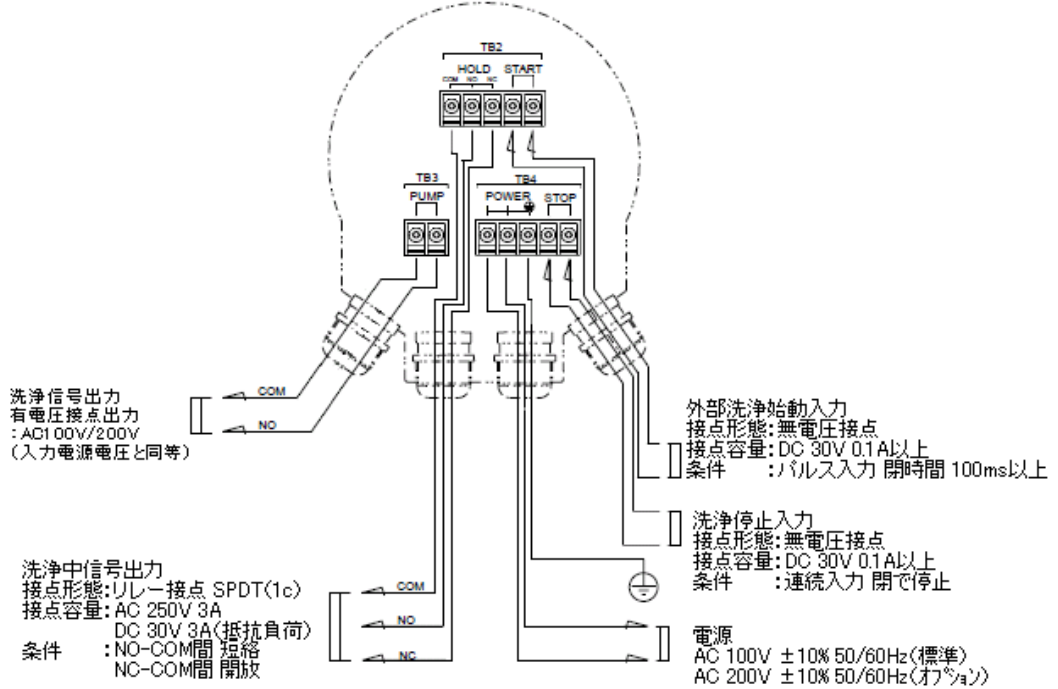 TB2
HOLD START
COM NO NC
TB3
PUMP
TB4
POWER STOP
洗浄信号出力
有電圧接点出力
:AC100V/200V
(入力電源電圧と同等)
COM
NO
外部洗浄始動入力
接点形態:無電圧接点
接点容量:DC 30V 0.1A以上
条件 :パルス入力 閉時間 100ms以上
洗浄停止入力
接点形態:無電圧接点
接点容量:DC 30V 0.1A以上
条件 :連続入力 閉で停止
洗浄中信号出力
接点形態:リレー接点 SPDT(1c)
接点容量:AC 250V 3A
DC 30V 3A(抵抗負荷)
条件 :NO-COM間 短絡
NC-COM間 開放
COM
NO
NC
電源
AC 100V ±10% 50/60Hz(標準)
AC 200V ±10% 50/60Hz(オプション)